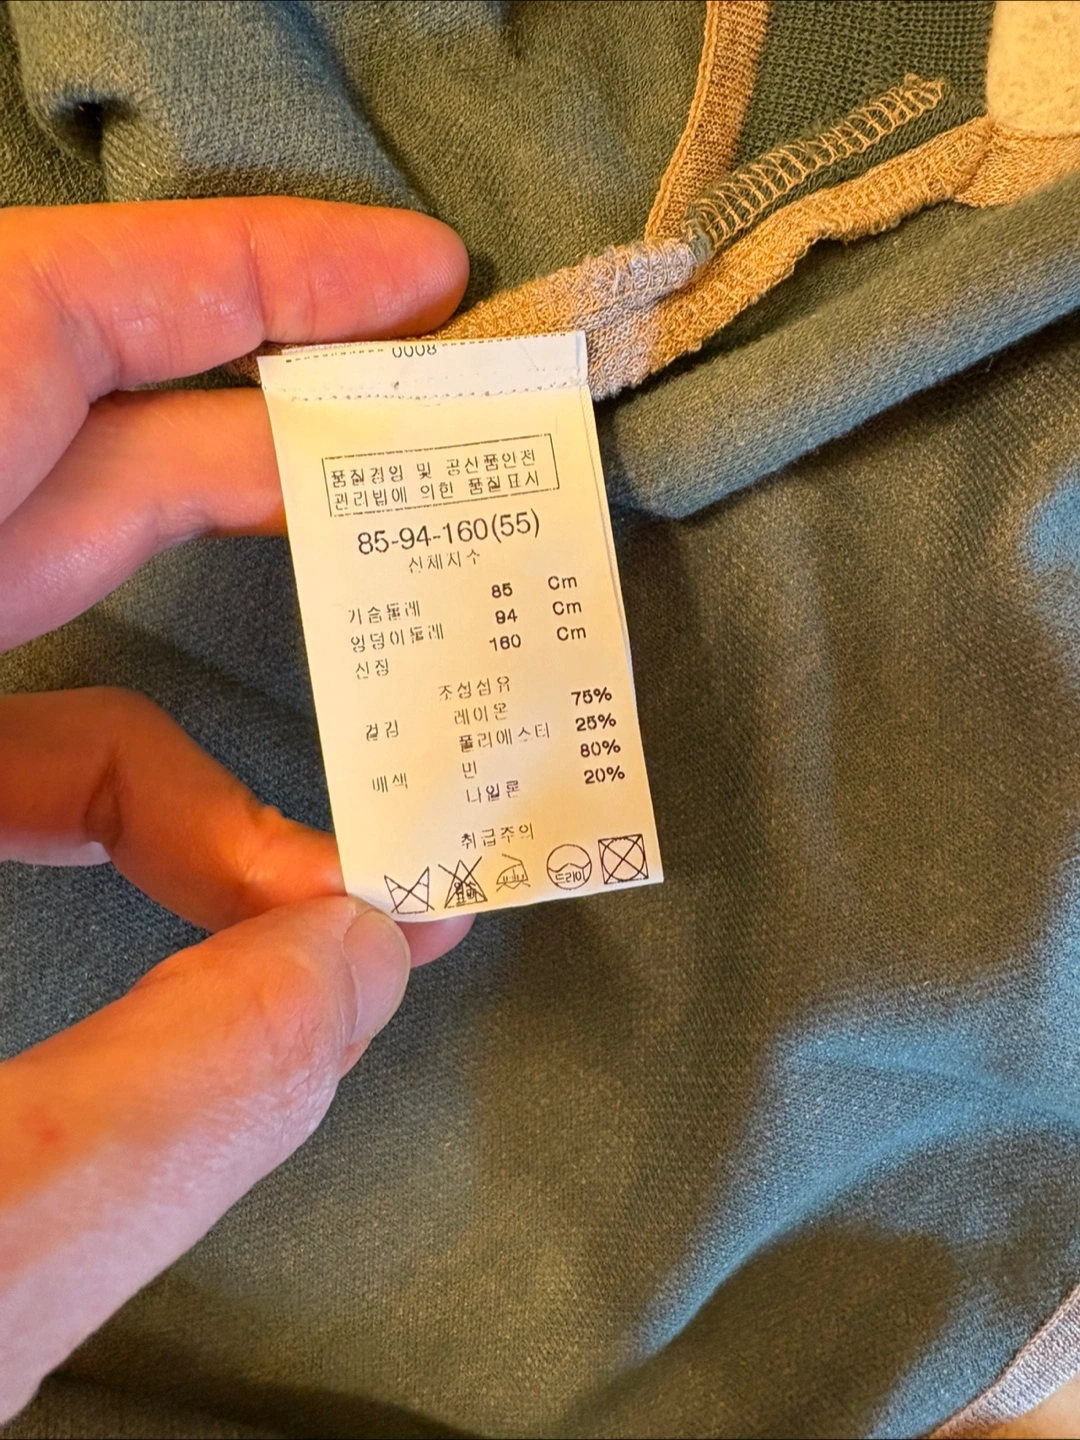 0008
품질경영 및 공산품안전
관리법에 의한 품질표시
85-94-160(55)
신체치수
가슴둘레 85 Cm
엉덩이둘레 94 Cm
신장 160 Cm
조성섬유
겉감 레이온 75%
폴리에스터 25%
배색 면 80%
나일론 20%
취급주의
드라이